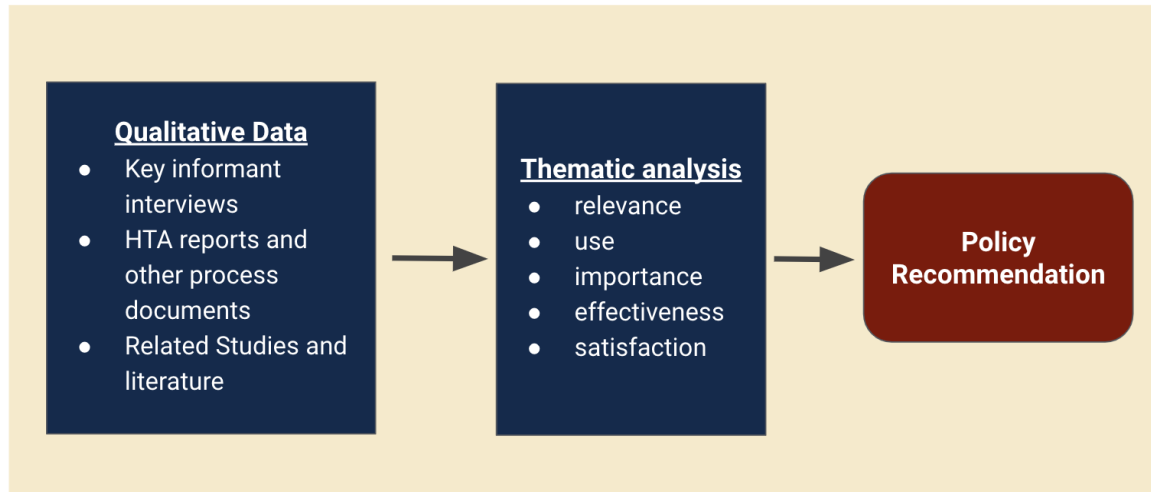 Qualitative Data
● Key informant
interviews
● HTA reports and
other process
documents
● Related Studies and
literature
Thematic analysis
● relevance
● use
● importance
● effectiveness
● satisfaction
Policy
Recommendation